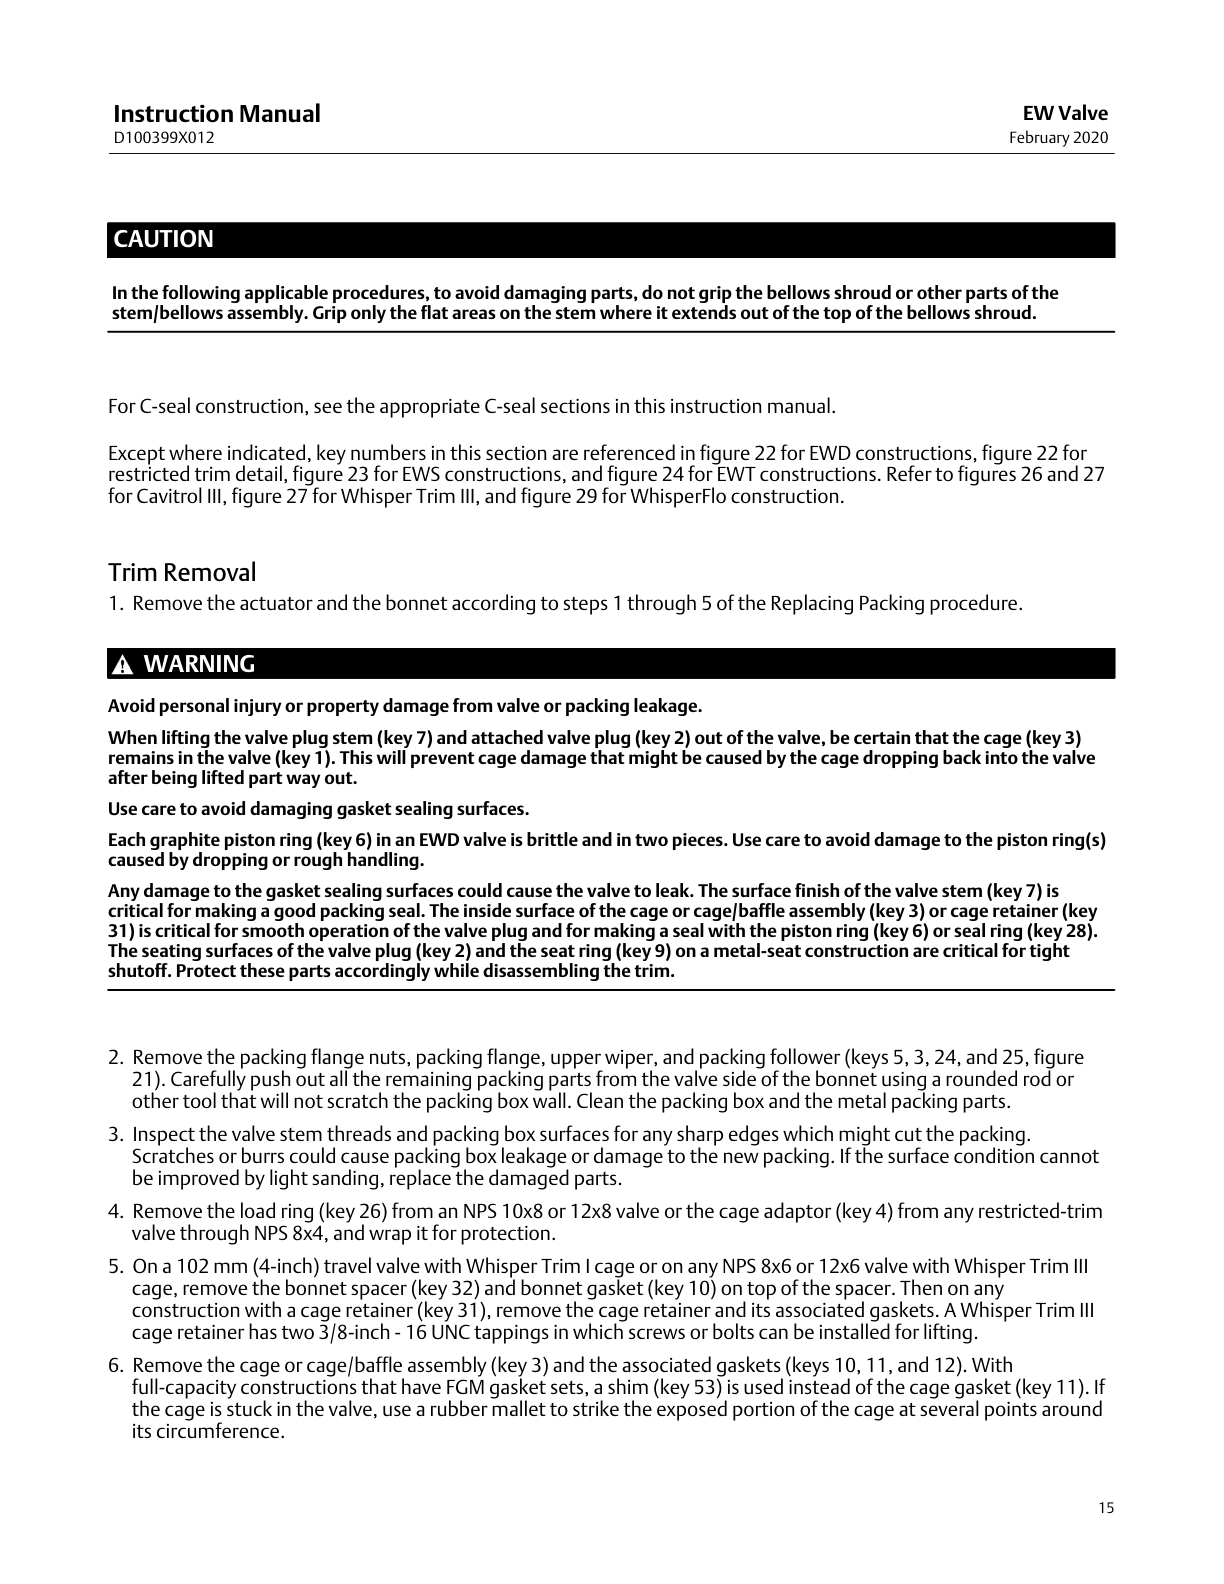 Instruction Manual
D100399X012
EW Valve
February 2020
CAUTION
In the following applicable procedures, to avoid damaging parts, do not grip the bellows shroud or other parts of the
stem/bellows assembly. Grip only the flat areas on the stem where it extends out of the top of the bellows shroud.
For C-seal construction, see the appropriate C-seal sections in this instruction manual.
Except where indicated, key numbers in this section are referenced in figure 22 for EWD constructions, figure 22 for
restricted trim detail, figure 23 for EWS constructions, and figure 24 for EWT constructions. Refer to figures 26 and 27
for Cavitrol III, figure 27 for Whisper Trim III, and figure 29 for WhisperFlo construction.
Trim Removal
1. Remove the actuator and the bonnet according to steps 1 through 5 of the Replacing Packing procedure.
WARNING
Avoid personal injury or property damage from valve or packing leakage.
When lifting the valve plug stem (key 7) and attached valve plug (key 2) out of the valve, be certain that the cage (key 3)
remains in the valve (key 1). This will prevent cage damage that might be caused by the cage dropping back into the valve
after being lifted part way out.
Use care to avoid damaging gasket sealing surfaces.
Each graphite piston ring (key 6) in an EWD valve is brittle and in two pieces. Use care to avoid damage to the piston ring(s)
caused by dropping or rough handling.
Any damage to the gasket sealing surfaces could cause the valve to leak. The surface finish of the valve stem (key 7) is
critical for making a good packing seal. The inside surface of the cage or cage/baffle assembly (key 3) or cage retainer (key
31) is critical for smooth operation of the valve plug and for making a seal with the piston ring (key 6) or seal ring (key 28).
The seating surfaces of the valve plug (key 2) and the seat ring (key 9) on a metal-seat construction are critical for tight
shutoff. Protect these parts accordingly while disassembling the trim.
2. Remove the packing flange nuts, packing flange, upper wiper, and packing follower (keys 5, 3, 24, and 25, figure
21). Carefully push out all the remaining packing parts from the valve side of the bonnet using a rounded rod or
other tool that will not scratch the packing box wall. Clean the packing box and the metal packing parts.
3. Inspect the valve stem threads and packing box surfaces for any sharp edges which might cut the packing.
Scratches or burrs could cause packing box leakage or damage to the new packing. If the surface condition cannot
be improved by light sanding, replace the damaged parts.
4. Remove the load ring (key 26) from an NPS 10x8 or 12x8 valve or the cage adaptor (key 4) from any restricted-trim
valve through NPS 8x4, and wrap it for protection.
5. On a 102 mm (4-inch) travel valve with Whisper Trim I cage or on any NPS 8x6 or 12x6 valve with Whisper Trim III
cage, remove the bonnet spacer (key 32) and bonnet gasket (key 10) on top of the spacer. Then on any
construction with a cage retainer (key 31), remove the cage retainer and its associated gaskets. A Whisper Trim III
cage retainer has two 3/8-inch - 16 UNC tappings in which screws or bolts can be installed for lifting.
6. Remove the cage or cage/baffle assembly (key 3) and the associated gaskets (keys 10, 11, and 12). With
full-capacity constructions that have FGM gasket sets, a shim (key 53) is used instead of the cage gasket (key 11). If
the cage is stuck in the valve, use a rubber mallet to strike the exposed portion of the cage at several points around
its circumference.
15